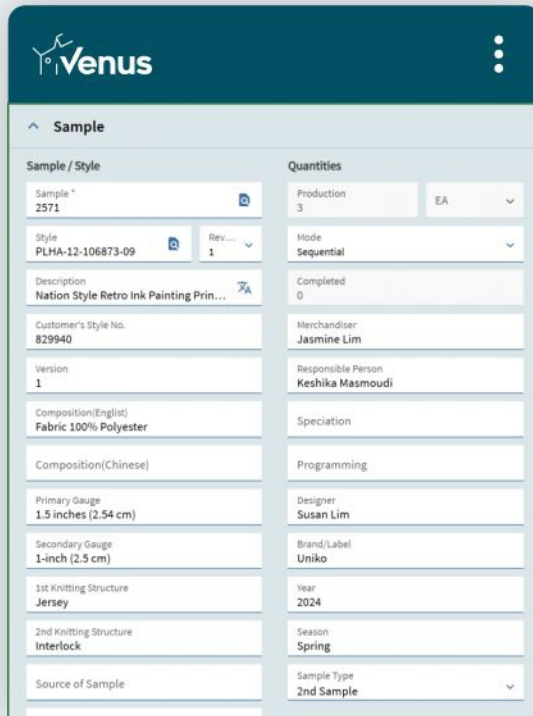 Venus
Sample
Sample / Style
Sample *
2571
Style
PLHA-12-106873-09
Rev...
1
Description
Nation Style Retro Ink Painting Prin...
Customer's Style No.
829940
Version
1
Composition(Englist)
Fabric 100% Polyester
Composition(Chinese)
Primary Gauge
1.5 inches (2.54 cm)
Secondary Gauge
1-inch (2.5 cm)
1st Knitting Structure
Jersey
2nd Knitting Structure
Interlock
Source of Sample
Quantities
Production
3
EA
Mode
Sequential
Completed
0
Merchandiser
Jasmine Lim
Responsible Person
Keshika Masmoudi
Speciation
Programming
Designer
Susan Lim
Brand/Label
Uniko
Year
2024
Season
Spring
Sample Type
2nd Sample